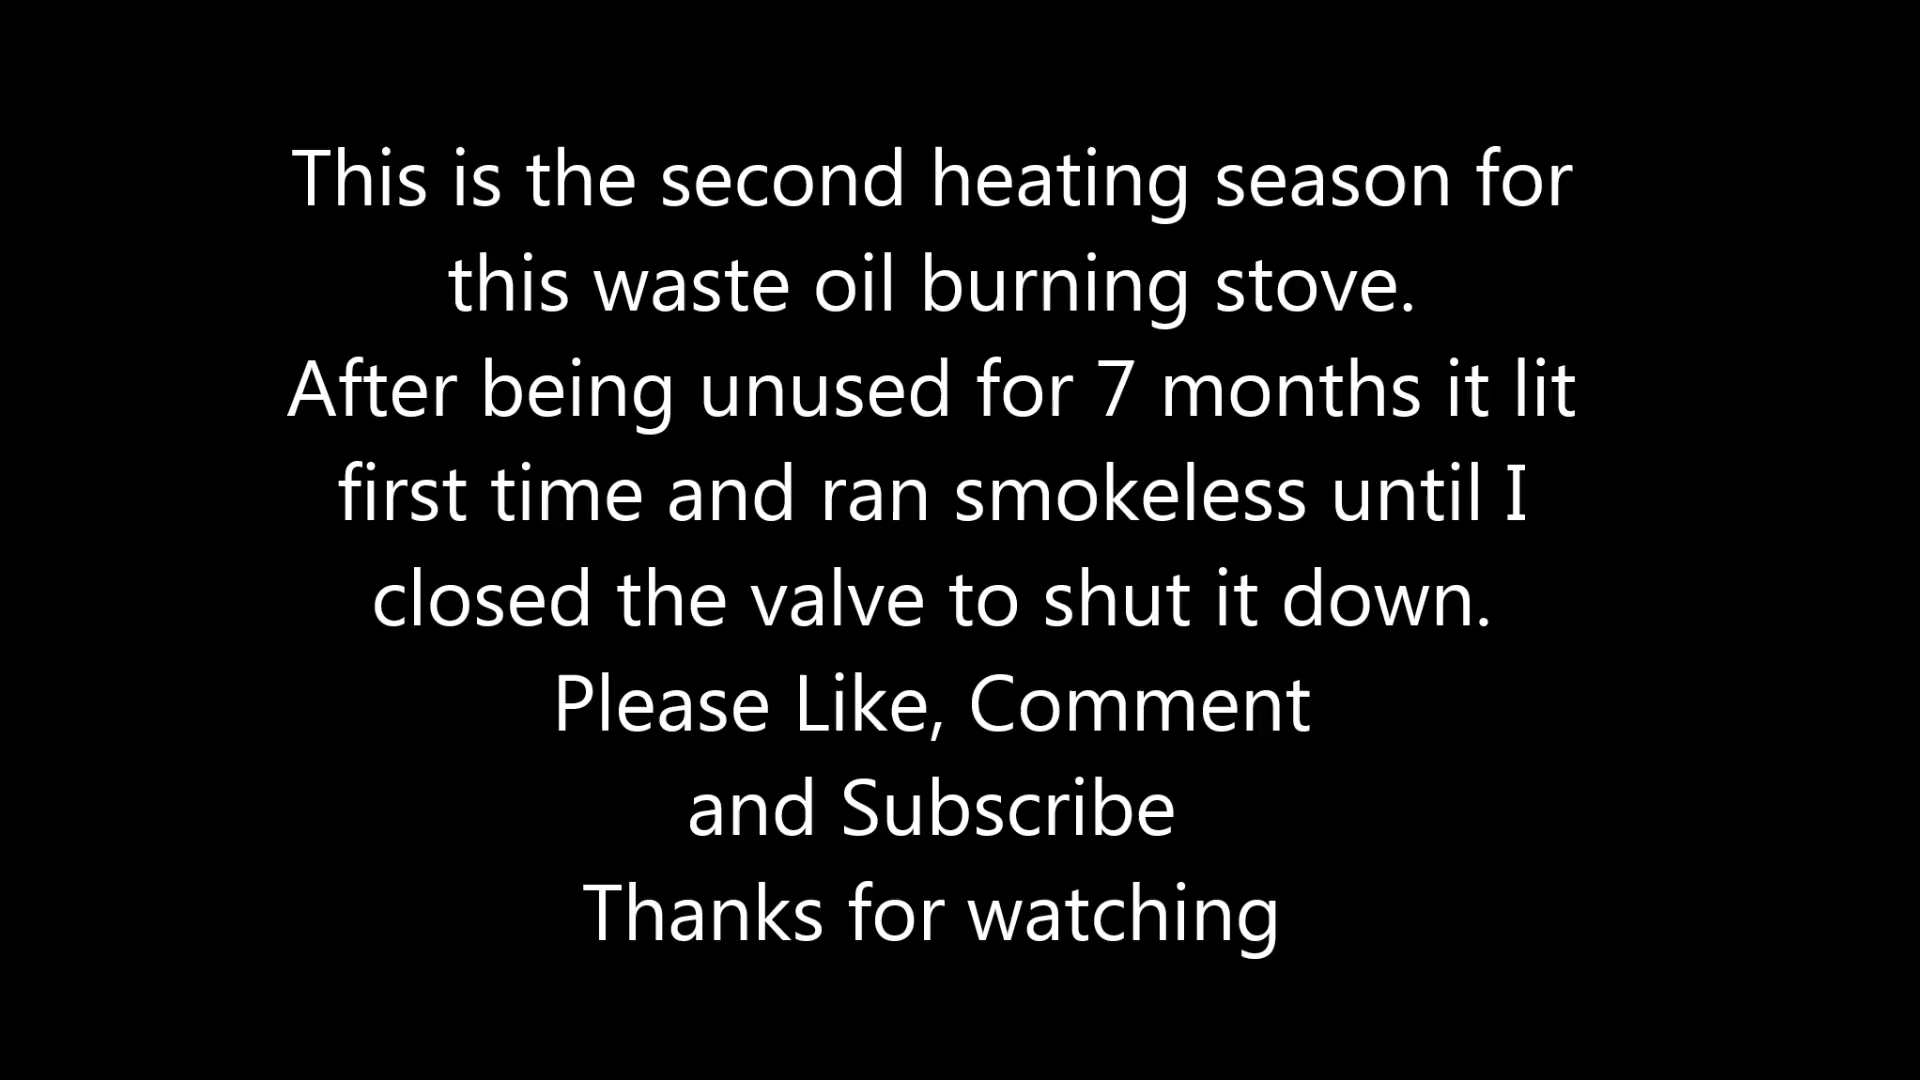 This is the second heating season for
this waste oil burning stove.
After being unused for 7 months it lit
first time and ran smokeless until I
closed the valve to shut it down.
Please Like, Comment
and Subscribe
Thanks for watching